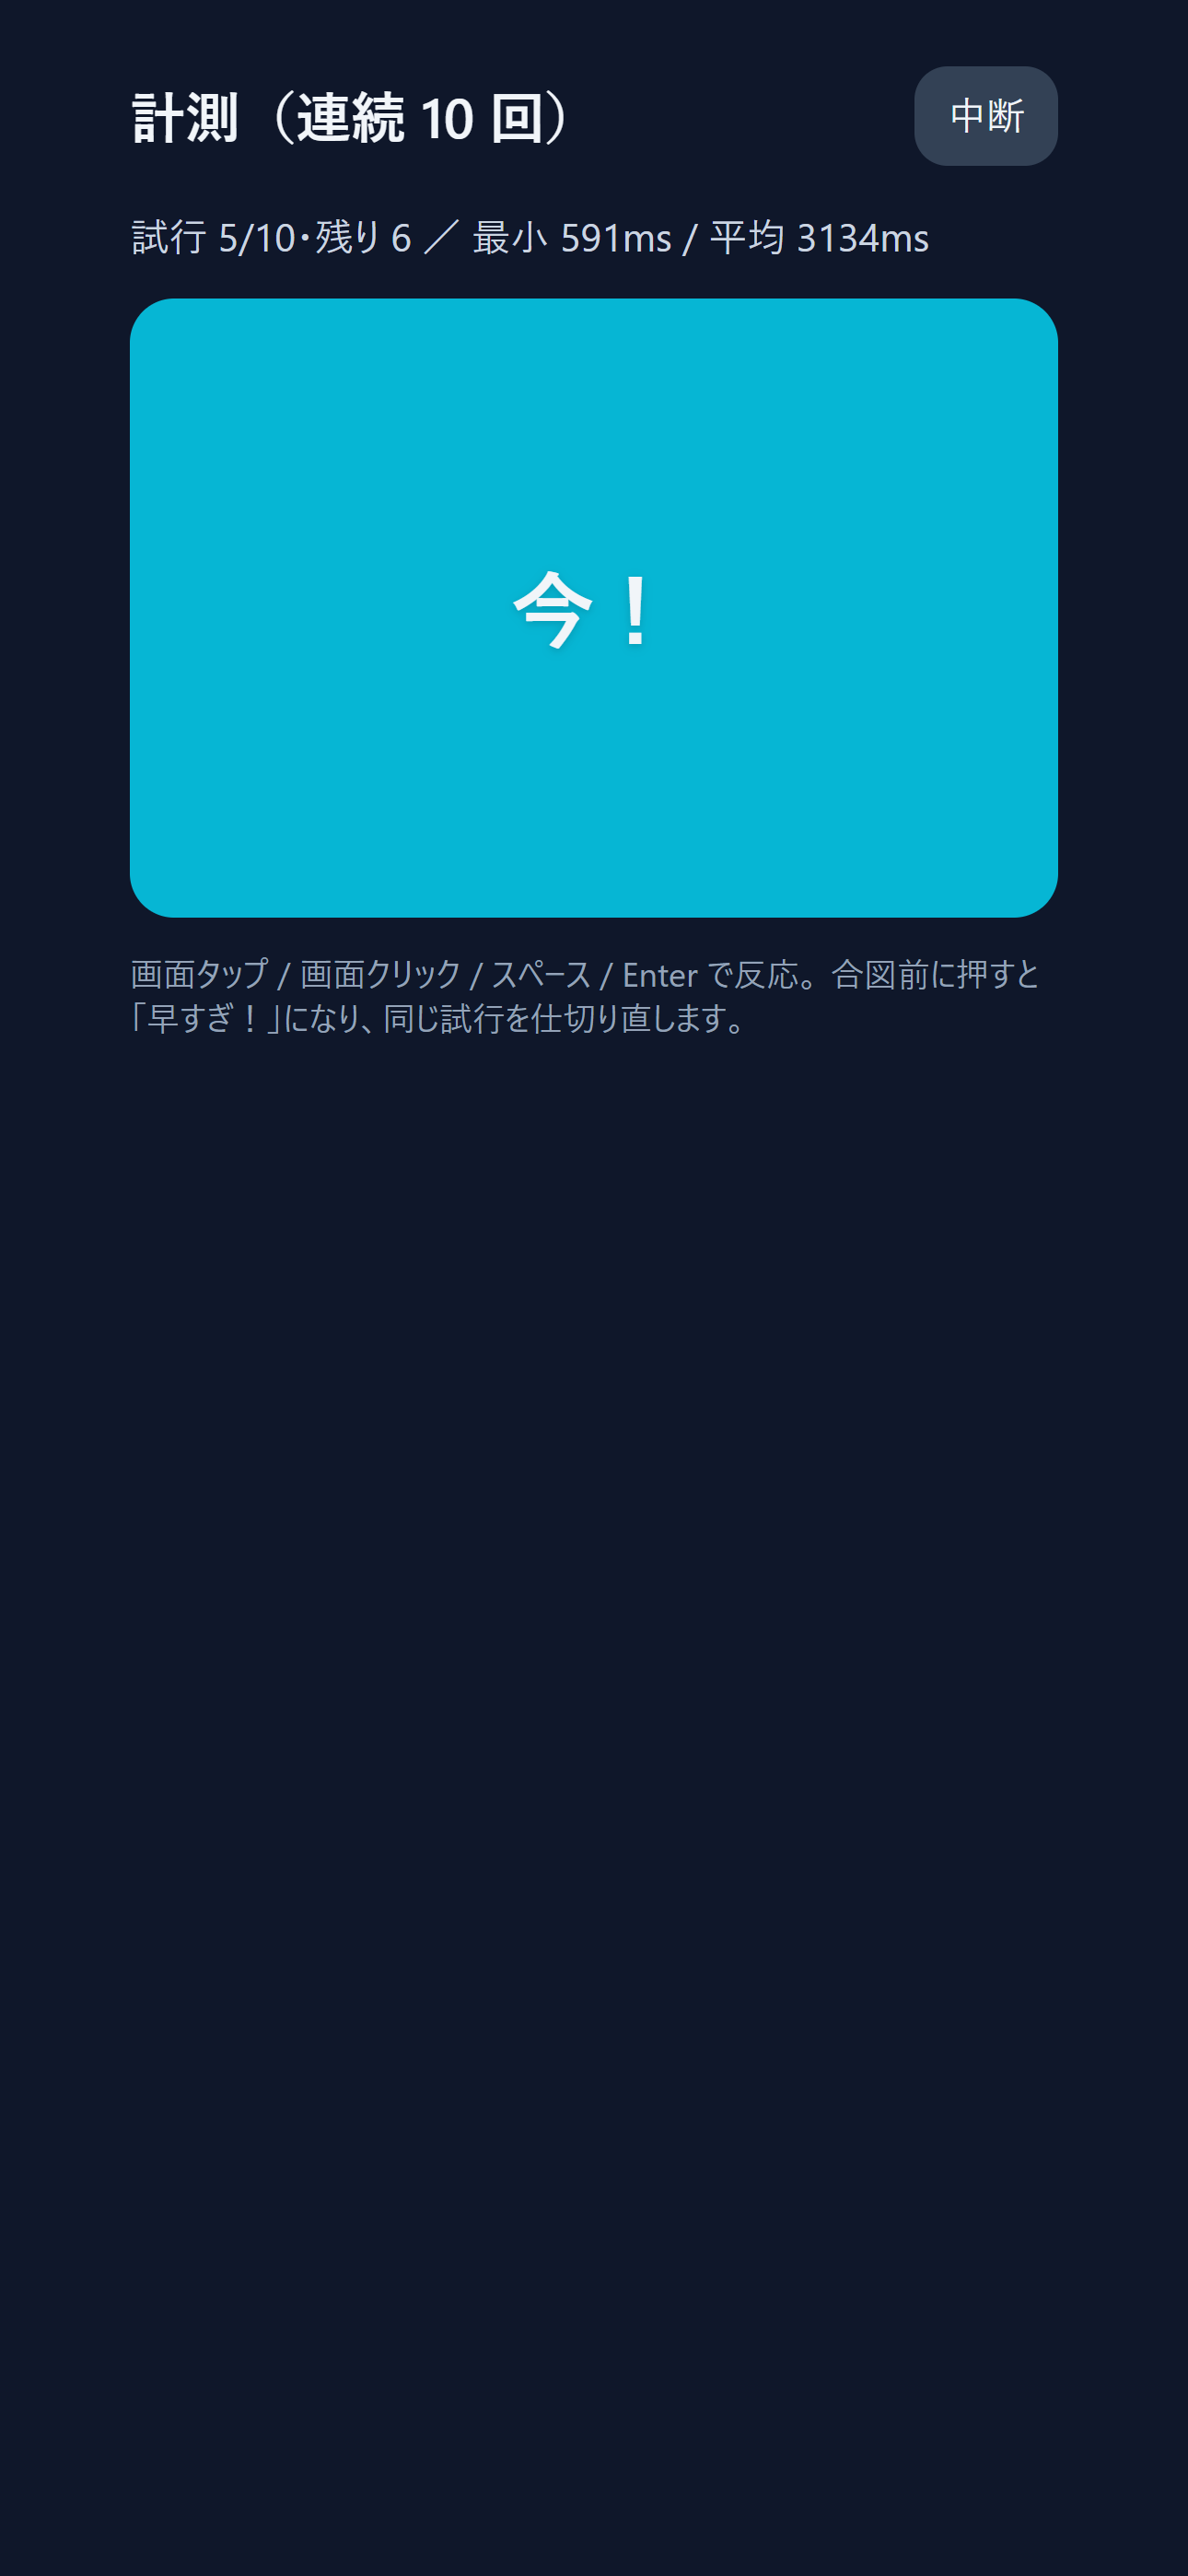 計測（連続 10 回）
中断
試行 5/10・残り 6 ／ 最小 591ms / 平均 3134ms
今！
画面タップ / 画面クリック / スペース / Enter で反応。合図前に押すと
「早すぎ！」になり、同じ試行を仕切り直します。